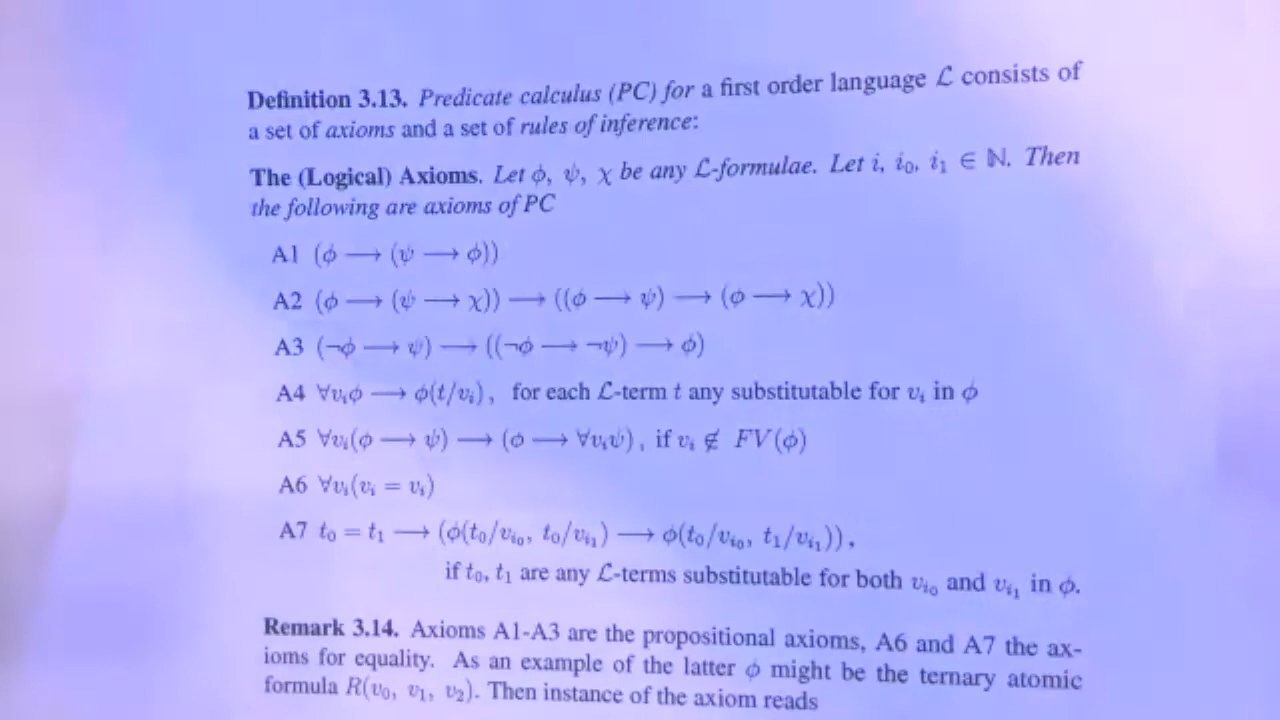 Definition 3.13. Predicate calculus (PC) for a first order language ℒ consists of
a set of axioms and a set of rules of inference:
The (Logical) Axioms. Let ϕ, ψ, χ be any ℒ-formulae. Let i, i₀, i₁ ∈ ℕ. Then
the following are axioms of PC
A1 (ϕ ⟶ (ψ ⟶ ϕ))
A2 (ϕ ⟶ (ψ ⟶ χ)) ⟶ ((ϕ ⟶ ψ) ⟶ (ϕ ⟶ χ))
A3 (¬ϕ ⟶ ψ) ⟶ ((¬ϕ ⟶ ¬ψ) ⟶ ϕ)
A4 ∀vᵢϕ ⟶ ϕ(t/vᵢ), for each ℒ-term t any substitutable for vᵢ in ϕ
A5 ∀vᵢ(ϕ ⟶ ψ) ⟶ (ϕ ⟶ ∀vᵢψ), if vᵢ ∉ FV(ϕ)
A6 ∀vᵢ(vᵢ = vᵢ)
A7 t₀ = t₁ ⟶ (ϕ(t₀/vᵢ₀, t₀/vᵢ₁) ⟶ ϕ(t₀/vᵢ₀, t₁/vᵢ₁)),
if t₀, t₁ are any ℒ-terms substitutable for both vᵢ₀ and vᵢ₁ in ϕ.
Remark 3.14. Axioms A1-A3 are the propositional axioms, A6 and A7 the ax-
ioms for equality. As an example of the latter ϕ might be the ternary atomic
formula R(v₀, v₁, v₂). Then instance of the axiom reads